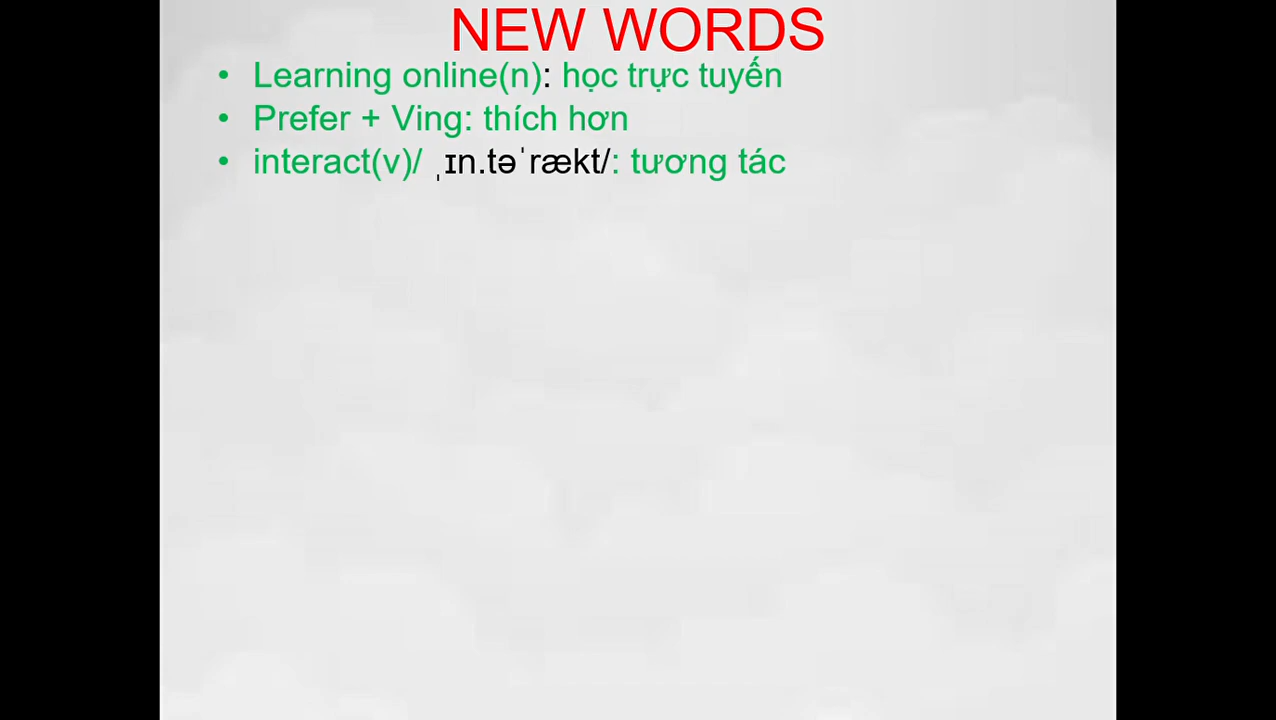 NEW WORDS
• Learning online(n): học trực tuyến
• Prefer + Ving: thích hơn
• interact(v)/ ˌɪn.təˈrækt/: tương tác